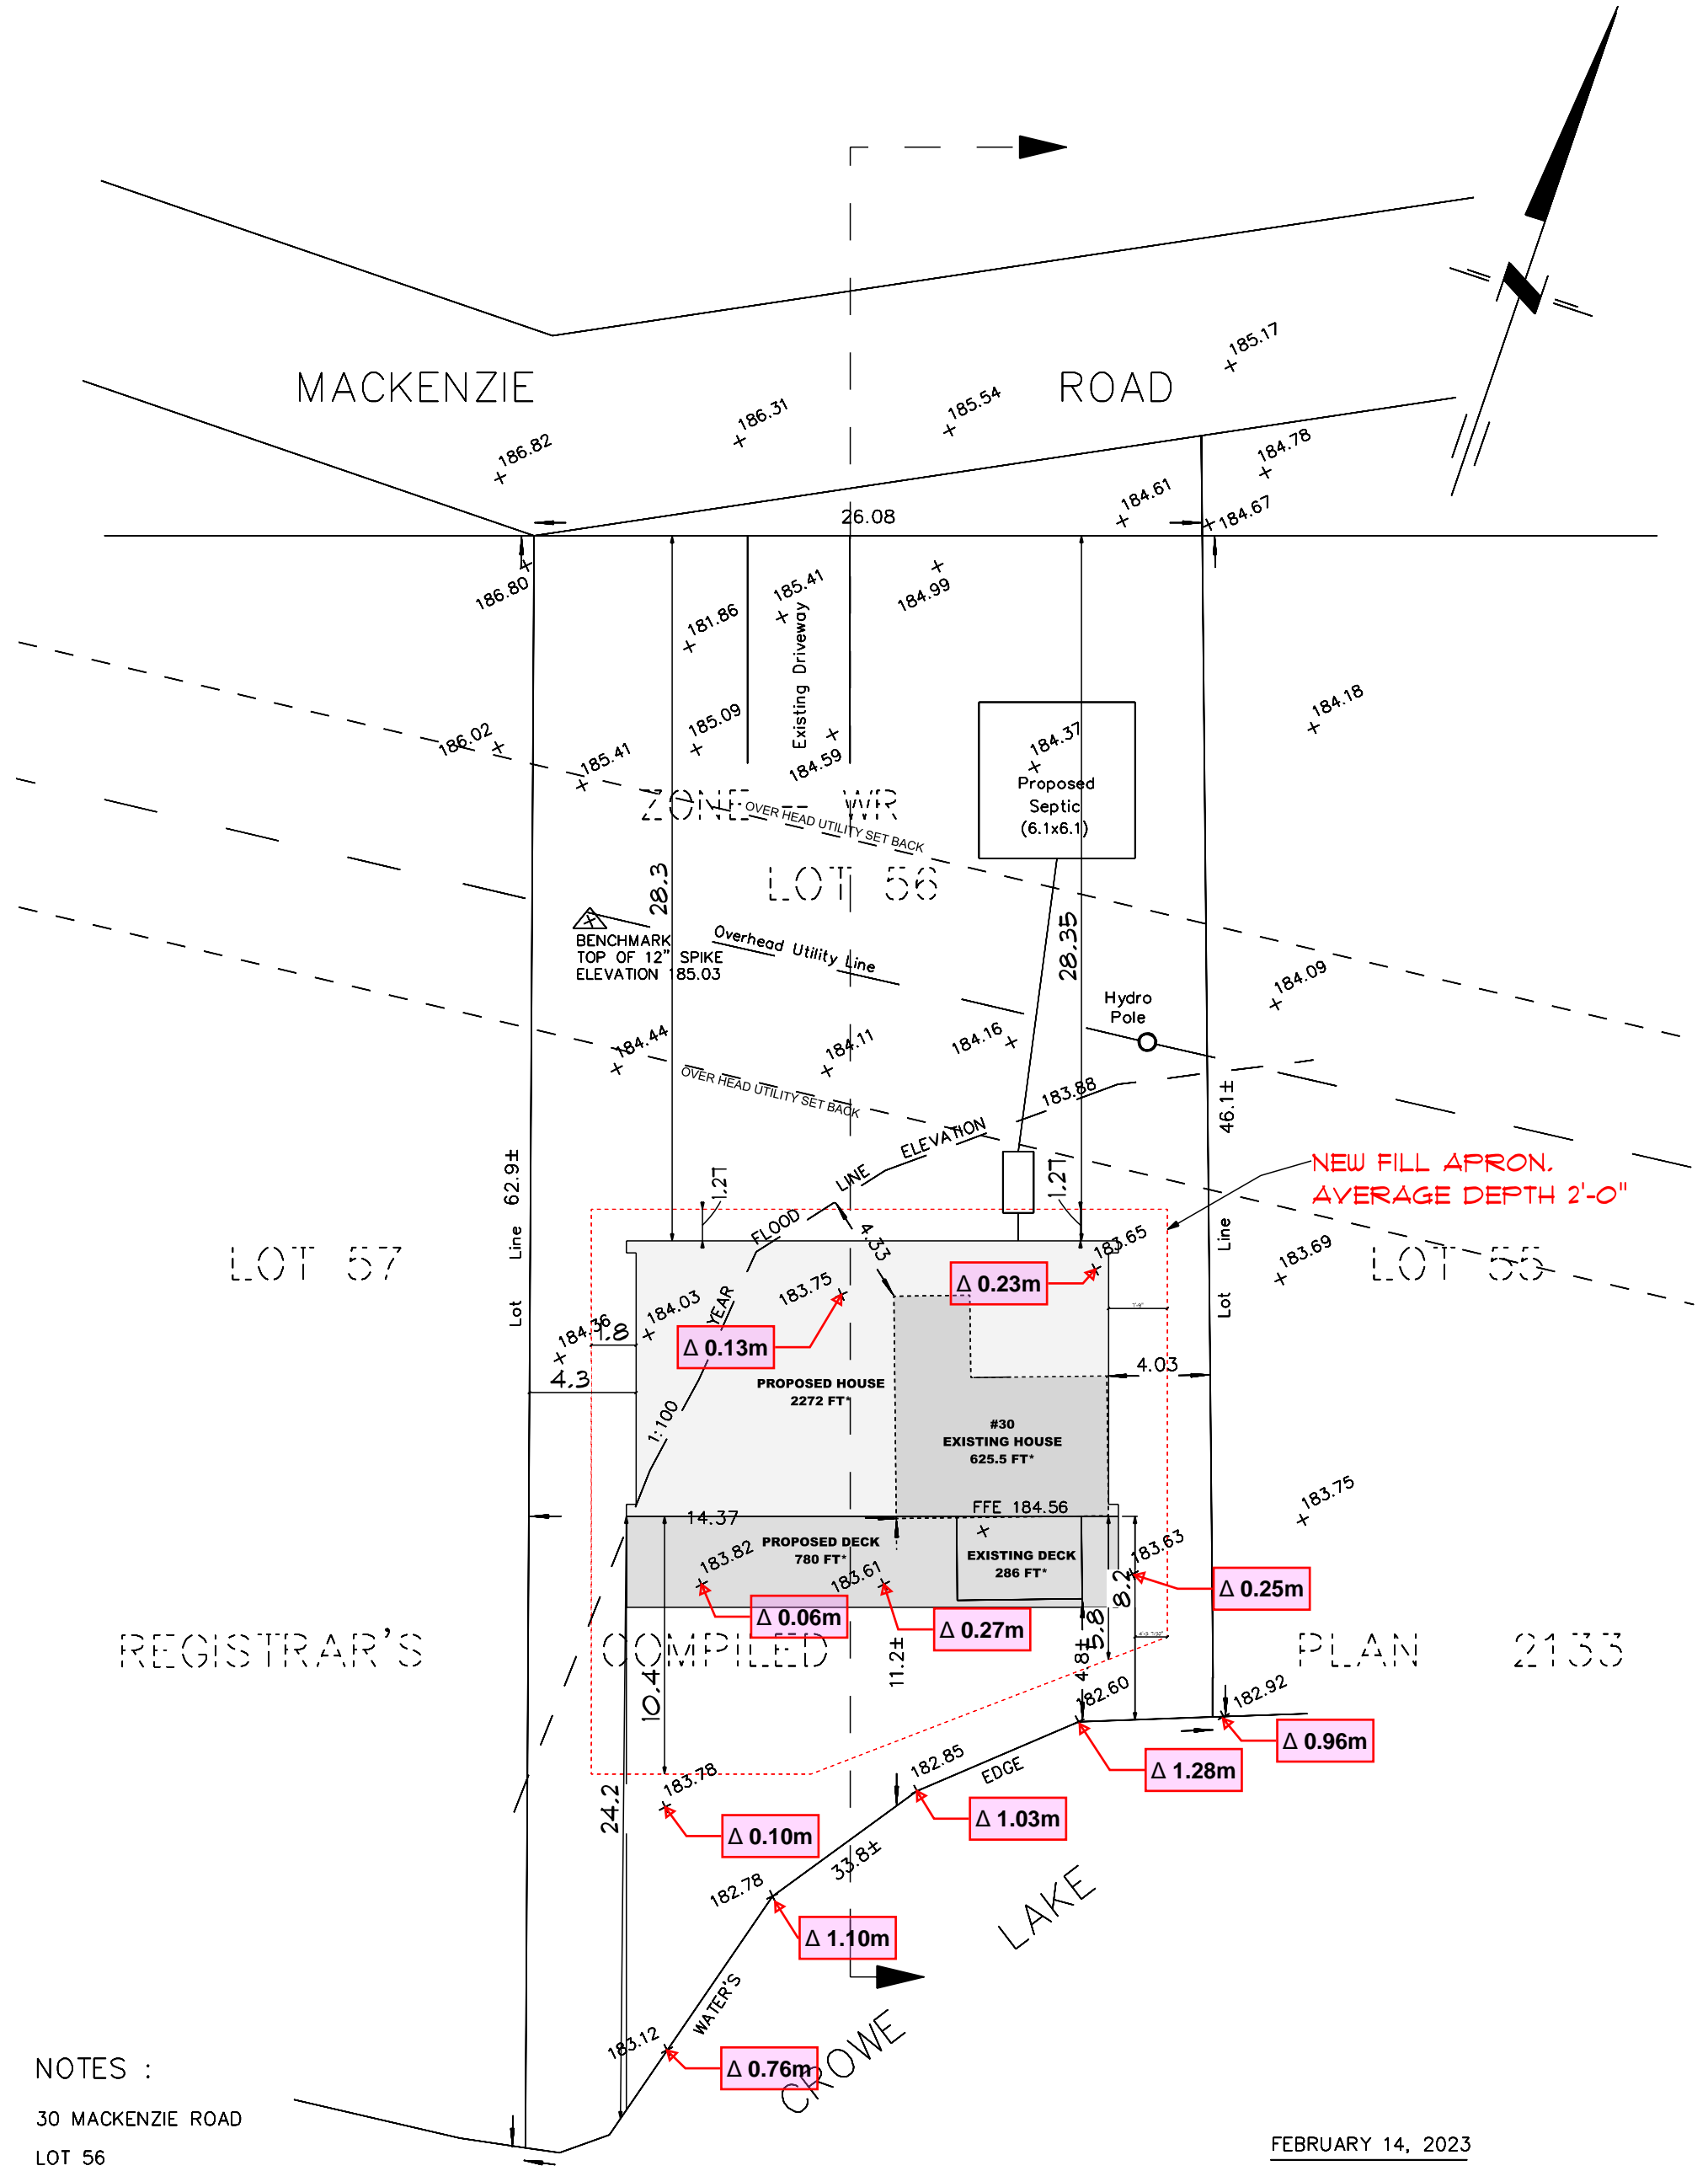 185.17
MACKENZIE
ROAD
186.31
185.54
186.82
184.78
184.61
184.67
26.08
186.80
185.41
184.99
181.86
Existing Driveway
186.02
185.41
185.09
184.59
184.37
184.18
Proposed
Septic
(6.1x6.1)
ZONE -- WR
OVER HEAD UTILITY SET BACK
LOT 56
28.3
28.35
BENCHMARK
TOP OF 12" SPIKE
ELEVATION 185.03
Overhead Utility Line
Hydro
Pole
184.09
184.44
184.11
184.16
OVER HEAD UTILITY SET BACK
183.88
46.1±
Lot Line
62.9±
Lot Line
1:100 YEAR FLOOD LINE ELEVATION
1.27
1.27
NEW FILL APRON.
AVERAGE DEPTH 2'-0"
LOT 57
LOT 55
4.33
183.65
183.69
183.75
Δ 0.23m
184.03
184.36
1.8
Δ 0.13m
4.3
4.03
PROPOSED HOUSE
2272 FT²
#30
EXISTING HOUSE
625.5 FT²
FFE 184.56
183.75
14.37
PROPOSED DECK
780 FT²
EXISTING DECK
286 FT²
183.82
183.61
183.63
Δ 0.25m
Δ 0.06m
Δ 0.27m
8.2
5.8
4.8±
11.2±
10.4
REGISTRAR'S COMPILED PLAN 2133
182.60
182.92
Δ 0.96m
Δ 1.28m
182.85
EDGE
183.78
24.2
Δ 0.10m
Δ 1.03m
33.8±
182.78
Δ 1.10m
LAKE
WATER'S
183.12
Δ 0.76m
CROWE
NOTES :
30 MACKENZIE ROAD
LOT 56
FEBRUARY 14, 2023